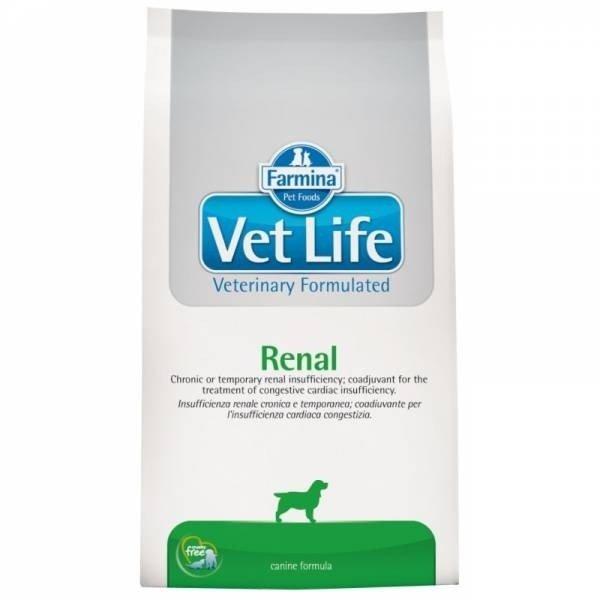 Farmina®
Pet Foods
Vet Life
Veterinary Formulated
Renal
Chronic or temporary renal insufficiency; coadjuvant for the
treatment of congestive cardiac insufficiency.
Insufficienza renale cronica e temporanea; coadiuvante per
l'insufficienza cardiaca congestizia.
free
canine formula